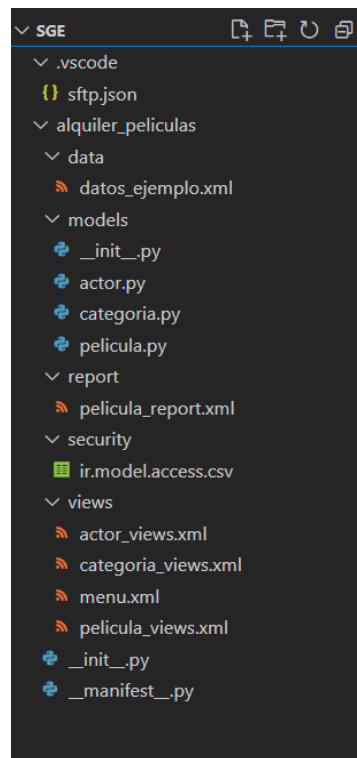 SGE
.vscode
{} sftp.json
alquiler_peliculas
data
datos_ejemplo.xml
models
__init__.py
actor.py
categoria.py
pelicula.py
report
pelicula_report.xml
security
ir.model.access.csv
views
actor_views.xml
categoria_views.xml
menu.xml
pelicula_views.xml
__init__.py
__manifest__.py